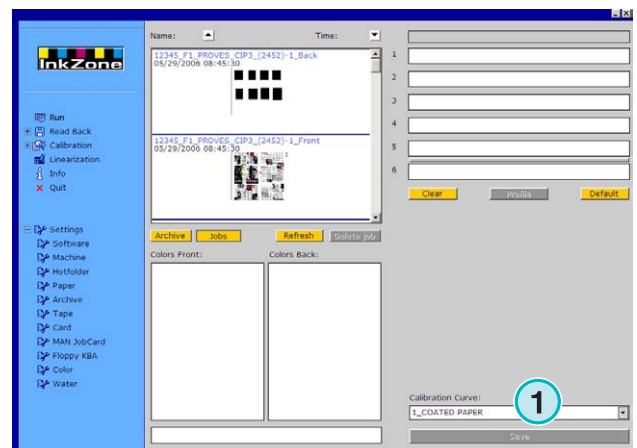 InkZone
Run
Read Back
Calibration
Linearization
Info
Quit
Settings
Software
Machine
Hotfolder
Paper
Archive
Tape
Card
MAN JobCard
Floppy KBA
Color
Water
Name:
Time:
12345_F1_PROVES_CIP3_(2452)-1_Back
05/29/2006 08:45:30
12345_F1_PROVES_CIP3_(2452)-1_Front
05/29/2006 08:45:30
Archive
Jobs
Refresh
Delete job
Colors Front:
Colors Back:
1
2
3
4
5
6
Clear
Profile
Default
Calibration Curve:
1
1_COATED PAPER
Save